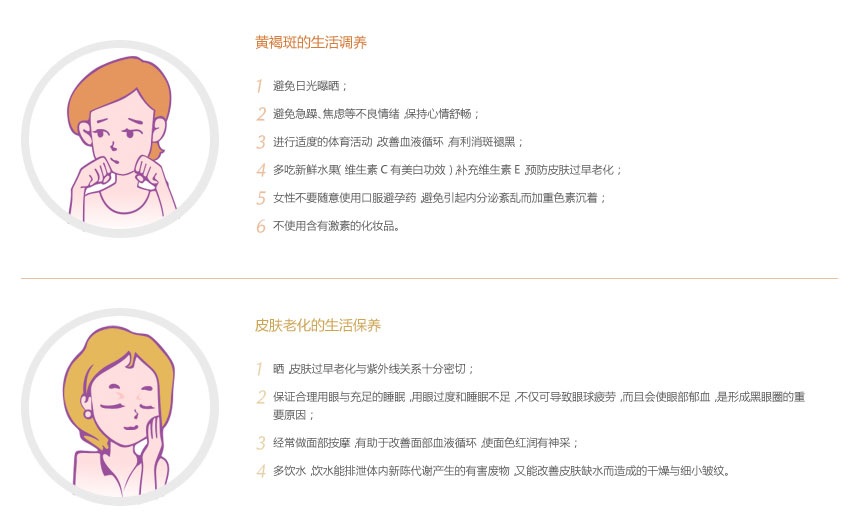 黄褐斑的生活调养
1 避免日光曝晒；
2 避免急躁、焦虑等不良情绪，保持心情舒畅；
3 进行适度的体育活动，改善血液循环，有利消斑褪黑；
4 多吃新鲜水果（维生素C有美白功效），补充维生素E，预防皮肤过早老化；
5 女性不要随意使用口服避孕药，避免引起内分泌紊乱而加重色素沉着；
6 不使用含有激素的化妆品。
皮肤老化的生活保养
1 晒，皮肤过早老化与紫外线关系十分密切；
2 保证合理用眼与充足的睡眠，用眼过度和睡眠不足，不仅可导致眼球疲劳，而且会使眼部郁血，是形成黑眼圈的重
要原因；
3 经常做面部按摩，有助于改善面部血液循环，使面色红润有神采；
4 多饮水，饮水能排泄体内新陈代谢产生的有害废物，又能改善皮肤缺水而造成的干燥与细小皱纹。